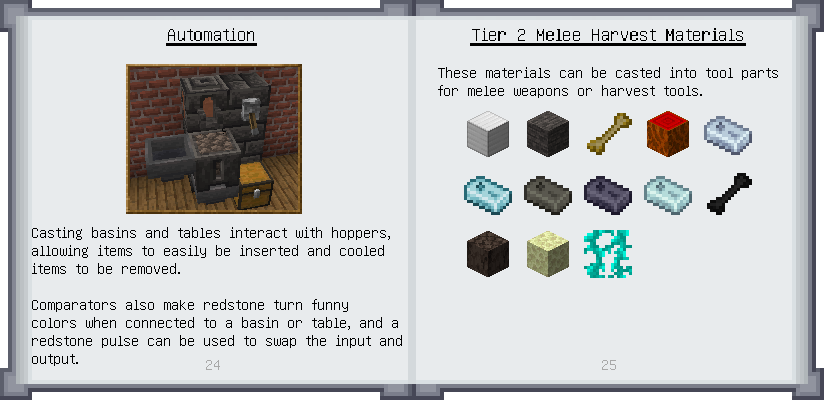 Automation
Casting basins and tables interact with hoppers,
allowing items to easily be inserted and cooled
items to be removed.
Comparators also make redstone turn funny
colors when connected to a basin or table, and a
redstone pulse can be used to swap the input and
output.
24
Tier 2 Melee Harvest Materials
These materials can be casted into tool parts
for melee weapons or harvest tools.
25